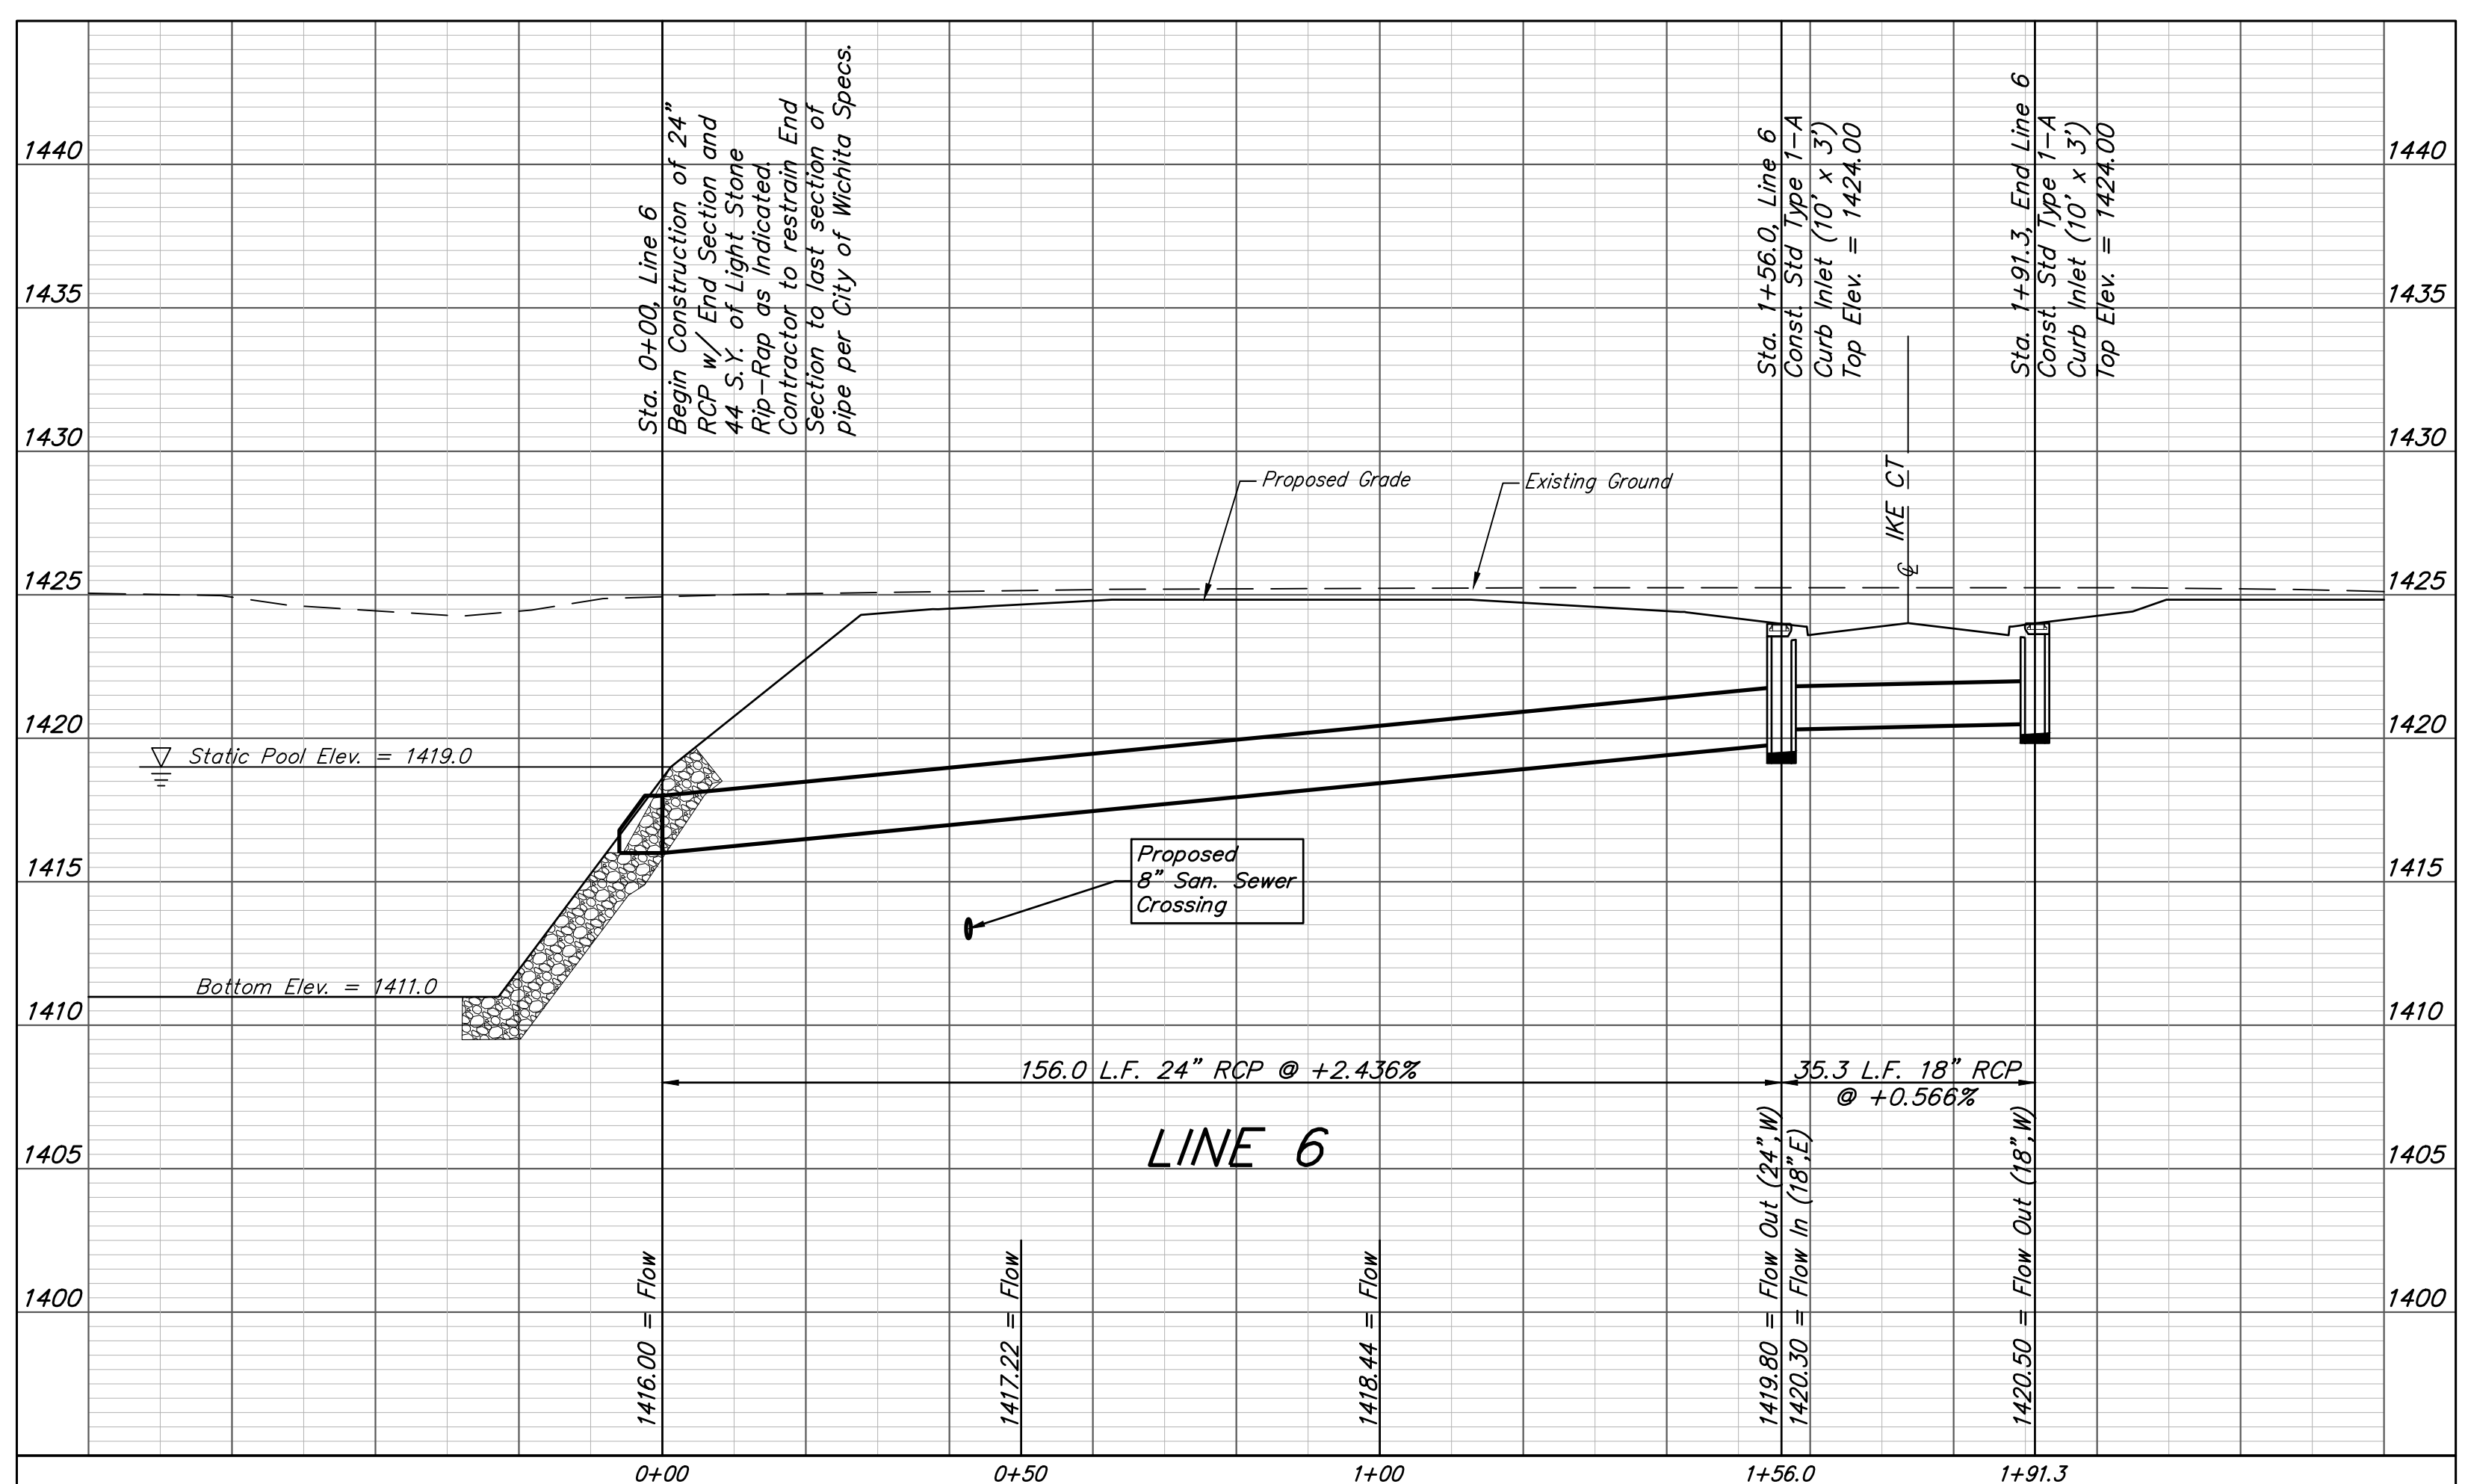 Sta. 0+00, Line 6
Begin Construction of 24"
RCP w/ End Section and
44 S.Y. of Light Stone
Rip-Rap as Indicated.
Contractor to restrain End
Section to last section of
pipe per City of Wichita Specs.
Sta. 1+56.0, Line 6
Const. Std Type 1-A
Curb Inlet (10' x 3')
Top Elev. = 1424.00
Sta. 1+91.3, End Line 6
Const. Std Type 1-A
Curb Inlet (10' x 3')
Top Elev. = 1424.00
1440 1440
1435 1435
1430 1430
Proposed Grade
Existing Ground
℄ IKE CT
1425 1425
1420 1420
Static Pool Elev. = 1419.0
Proposed
8" San. Sewer
Crossing
1415 1415
Bottom Elev. = 1411.0
1410 1410
156.0 L.F. 24" RCP @ +2.436%
35.3 L.F. 18" RCP
@ +0.566%
LINE 6
1405 1405
1400 1400
1416.00 = Flow
1417.22 = Flow
1418.44 = Flow
1419.80 = Flow Out (24",W)
1420.30 = Flow In (18",E)
1420.50 = Flow Out (18",W)
0+00 0+50 1+00 1+56.0 1+91.3